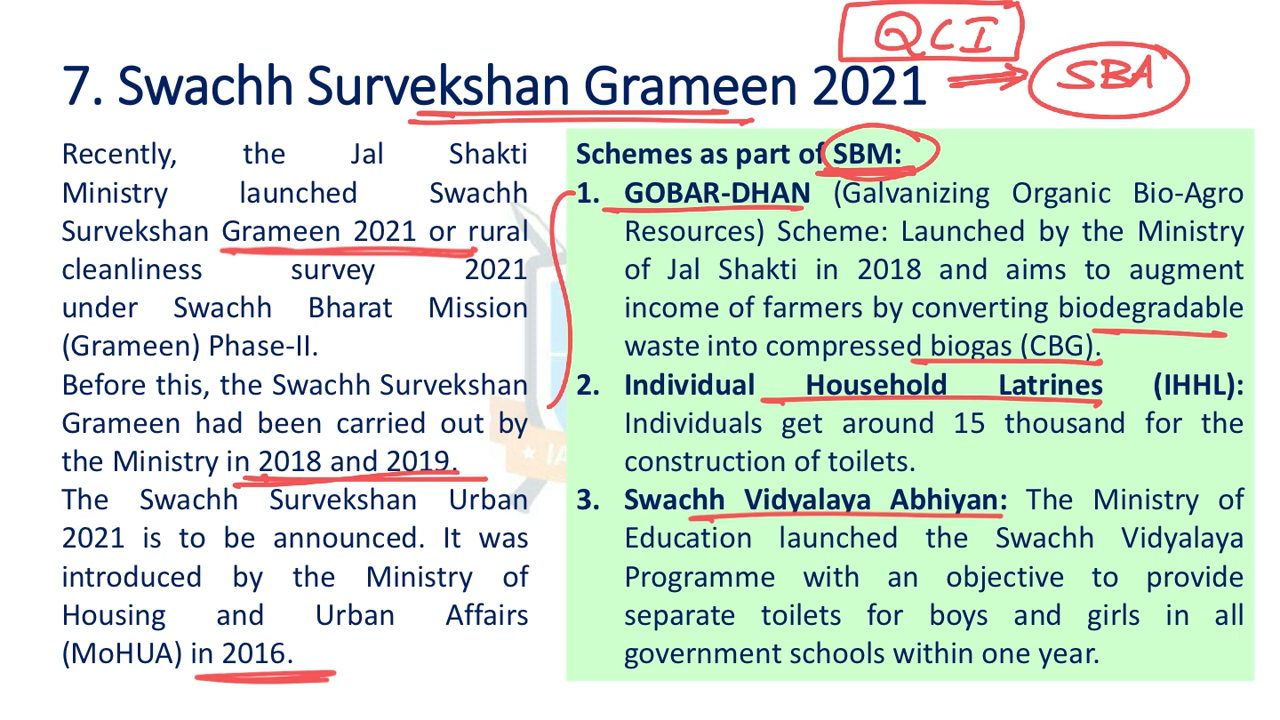 QCI
7. Swachh Survekshan Grameen 2021
SBA
Recently, the Jal Shakti
Ministry launched Swachh
Survekshan Grameen 2021 or rural
cleanliness survey 2021
under Swachh Bharat Mission
(Grameen) Phase-II.
Before this, the Swachh Survekshan
Grameen had been carried out by
the Ministry in 2018 and 2019.
The Swachh Survekshan Urban
2021 is to be announced. It was
introduced by the Ministry of
Housing and Urban Affairs
(MoHUA) in 2016.
Schemes as part of SBM:
1. GOBAR-DHAN (Galvanizing Organic Bio-Agro
Resources) Scheme: Launched by the Ministry
of Jal Shakti in 2018 and aims to augment
income of farmers by converting biodegradable
waste into compressed biogas (CBG).
2. Individual Household Latrines (IHHL):
Individuals get around 15 thousand for the
construction of toilets.
3. Swachh Vidyalaya Abhiyan: The Ministry of
Education launched the Swachh Vidyalaya
Programme with an objective to provide
separate toilets for boys and girls in all
government schools within one year.